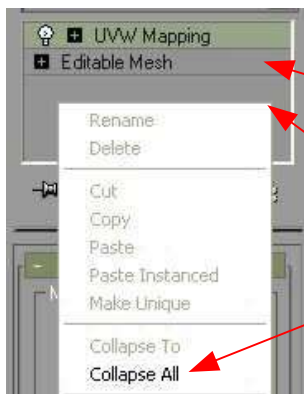 UVW Mapping
Editable Mesh
Rename
Delete
Cut
Copy
Paste
Paste Instanced
Make Unique
Collapse To
Collapse All